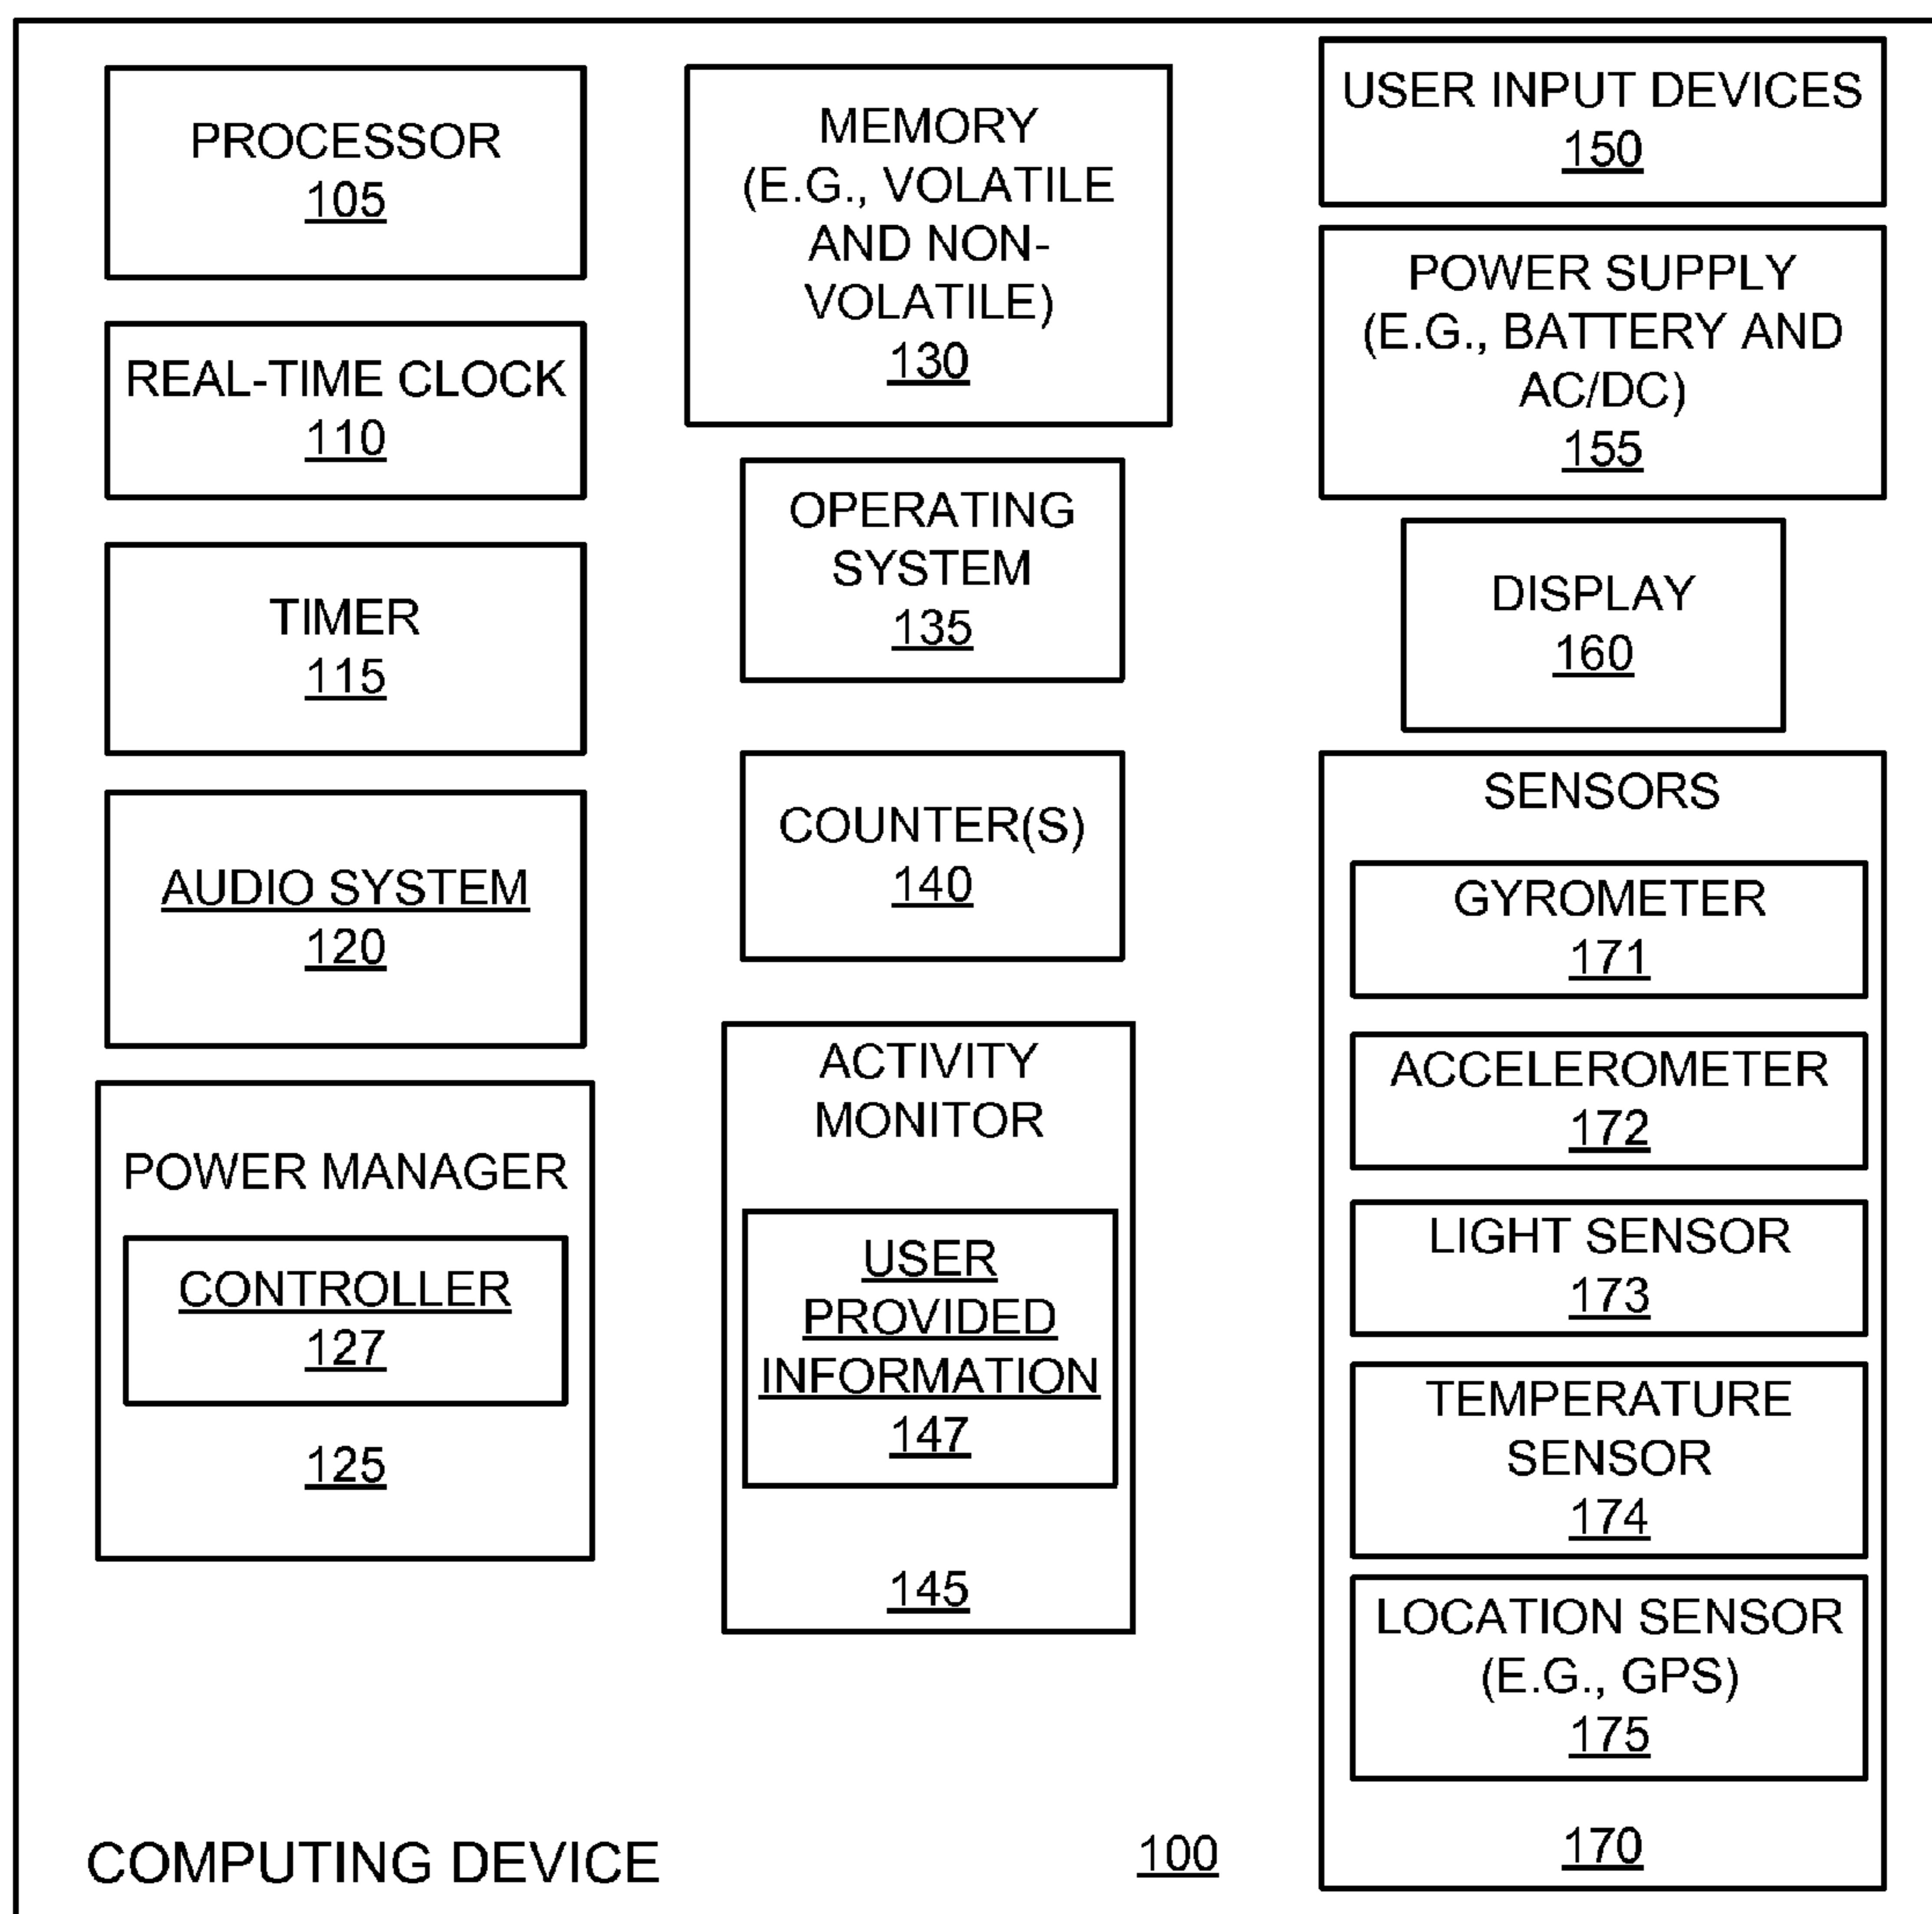 PROCESSOR
105
REAL-TIME CLOCK
110
TIMER
115
AUDIO SYSTEM
120
POWER MANAGER
CONTROLLER
127
125
MEMORY
(E.G., VOLATILE
AND NON-
VOLATILE)
130
OPERATING
SYSTEM
135
COUNTER(S)
140
ACTIVITY
MONITOR
USER
PROVIDED
INFORMATION
147
145
USER INPUT DEVICES
150
POWER SUPPLY
(E.G., BATTERY AND
AC/DC)
155
DISPLAY
160
SENSORS
GYROMETER
171
ACCELEROMETER
172
LIGHT SENSOR
173
TEMPERATURE
SENSOR
174
LOCATION SENSOR
(E.G., GPS)
175
170
COMPUTING DEVICE
100